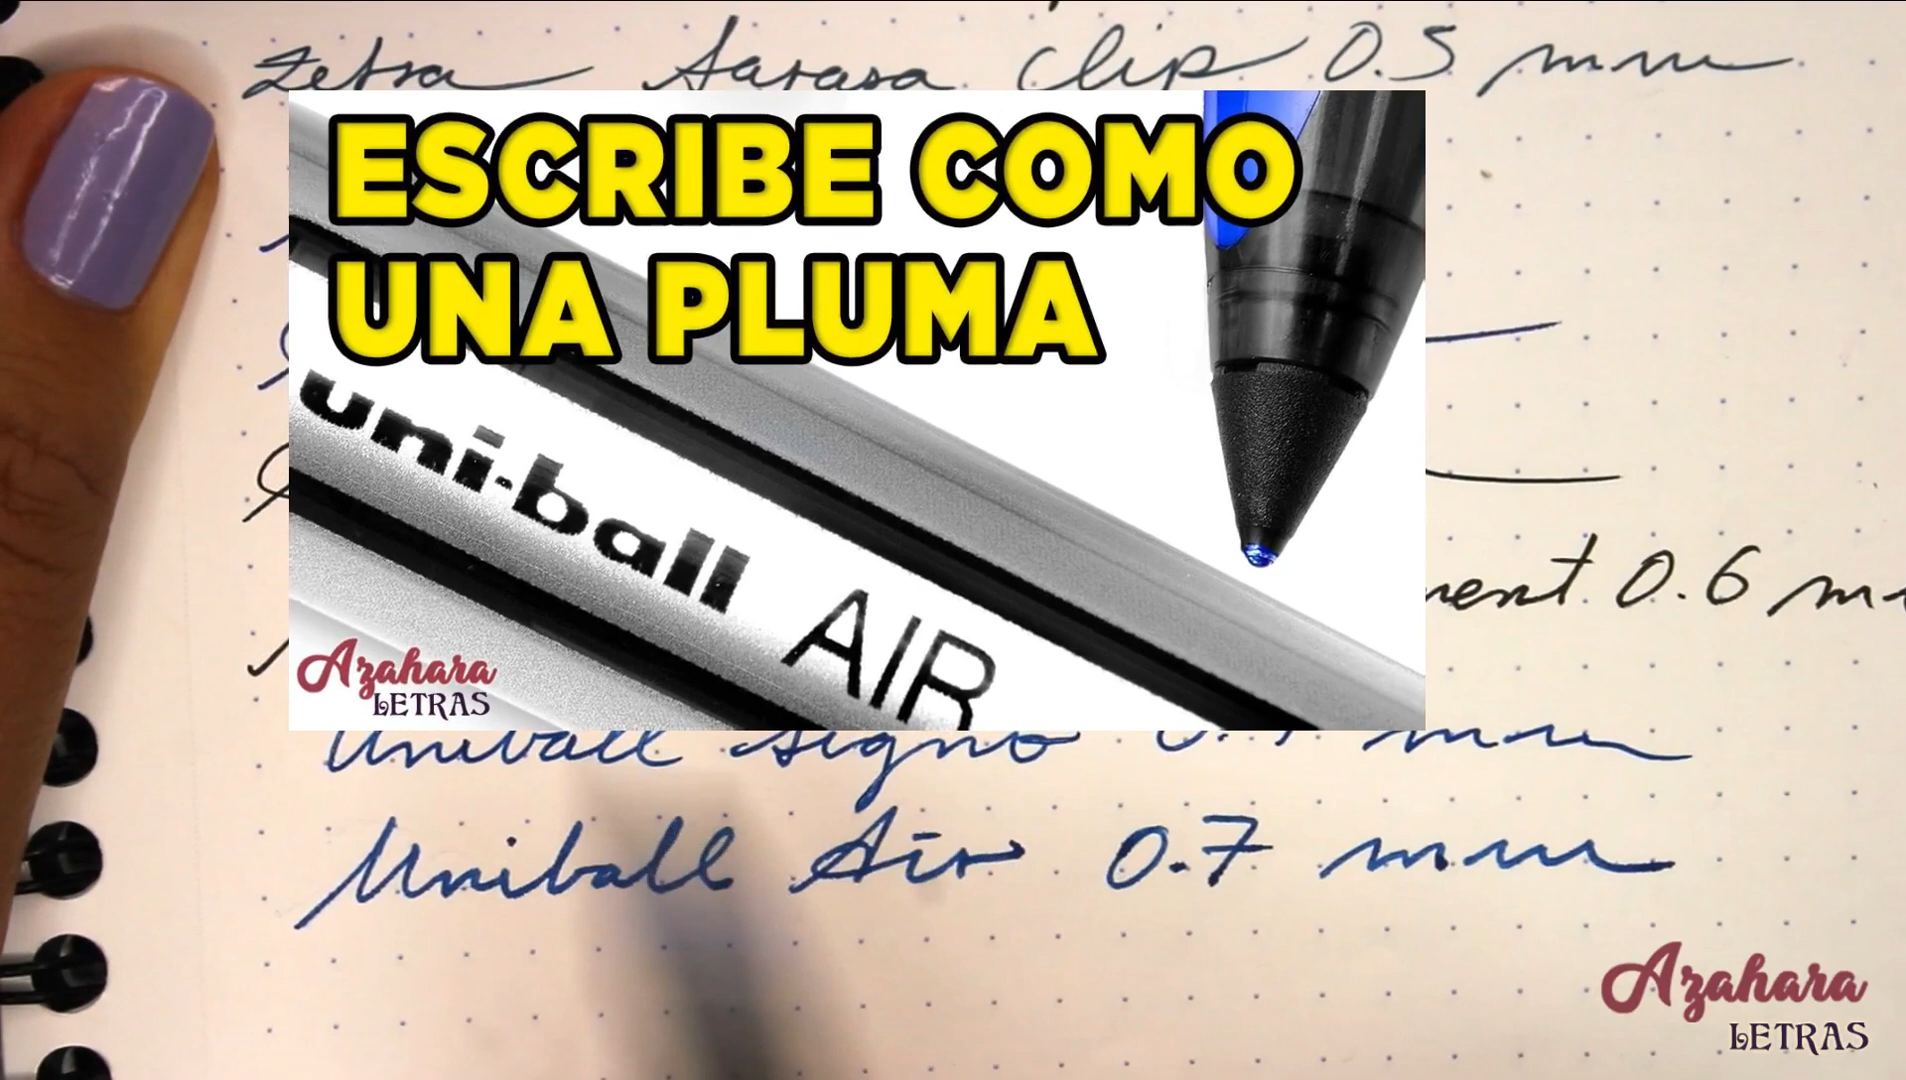 Zebra Sarasa Clip 0.5 mm
ESCRIBE COMO
UNA PLUMA
uni-ball AIR
Azahara
LETRAS
0.6
Uniball Signo 0.7 mm
Uniball Air 0.7 mm
Azahara
LETRAS